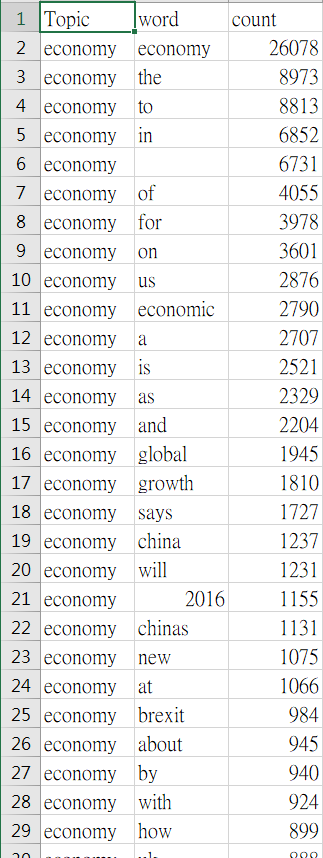 1 Topic word count
2 economy economy 26078
3 economy the 8973
4 economy to 8813
5 economy in 6852
6 economy 6731
7 economy of 4055
8 economy for 3978
9 economy on 3601
10 economy us 2876
11 economy economic 2790
12 economy a 2707
13 economy is 2521
14 economy as 2329
15 economy and 2204
16 economy global 1945
17 economy growth 1810
18 economy says 1727
19 economy china 1237
20 economy will 1231
21 economy 2016 1155
22 economy chinas 1131
23 economy new 1075
24 economy at 1066
25 economy brexit 984
26 economy about 945
27 economy by 940
28 economy with 924
29 economy how 899